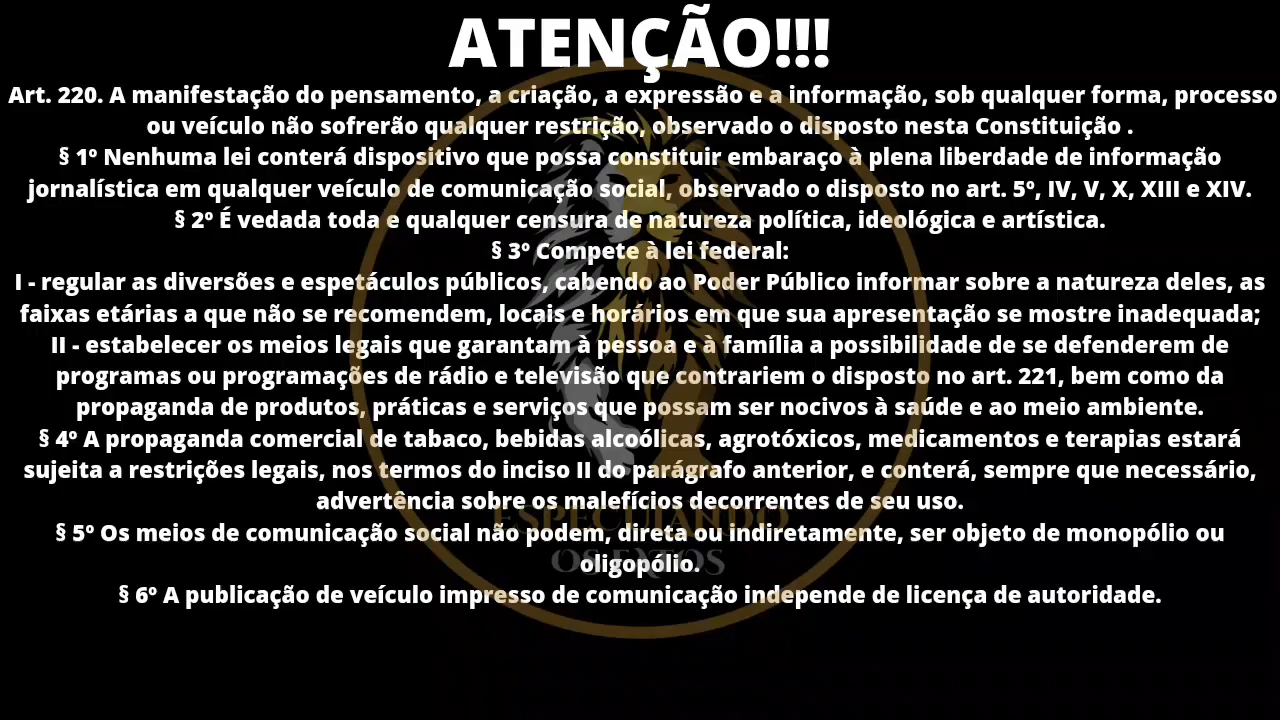 ATENÇÃO!!!
Art. 220. A manifestação do pensamento, a criação, a expressão e a informação, sob qualquer forma, processo
ou veículo não sofrerão qualquer restrição, observado o disposto nesta Constituição .
§ 1º Nenhuma lei conterá dispositivo que possa constituir embaraço à plena liberdade de informação
jornalística em qualquer veículo de comunicação social, observado o disposto no art. 5º, IV, V, X, XIII e XIV.
§ 2º É vedada toda e qualquer censura de natureza política, ideológica e artística.
§ 3º Compete à lei federal:
I - regular as diversões e espetáculos públicos, cabendo ao Poder Público informar sobre a natureza deles, as
faixas etárias a que não se recomendem, locais e horários em que sua apresentação se mostre inadequada;
II - estabelecer os meios legais que garantam à pessoa e à família a possibilidade de se defenderem de
programas ou programações de rádio e televisão que contrariem o disposto no art. 221, bem como da
propaganda de produtos, práticas e serviços que possam ser nocivos à saúde e ao meio ambiente.
§ 4º A propaganda comercial de tabaco, bebidas alcoólicas, agrotóxicos, medicamentos e terapias estará
sujeita a restrições legais, nos termos do inciso II do parágrafo anterior, e conterá, sempre que necessário,
advertência sobre os malefícios decorrentes de seu uso.
ESPECULANDO
§ 5º Os meios de comunicação social não podem, direta ou indiretamente, ser objeto de monopólio ou
oligopólio.
§ 6º A publicação de veículo impresso de comunicação independe de licença de autoridade.